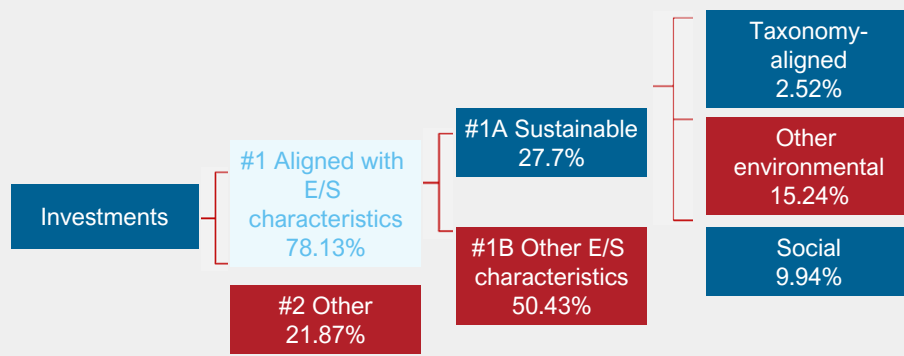 Investments
#1 Aligned with
E/S
characteristics
78.13%
#2 Other
21.87%
#1A Sustainable
27.7%
#1B Other E/S
characteristics
50.43%
Taxonomy-
aligned
2.52%
Other
environmental
15.24%
Social
9.94%